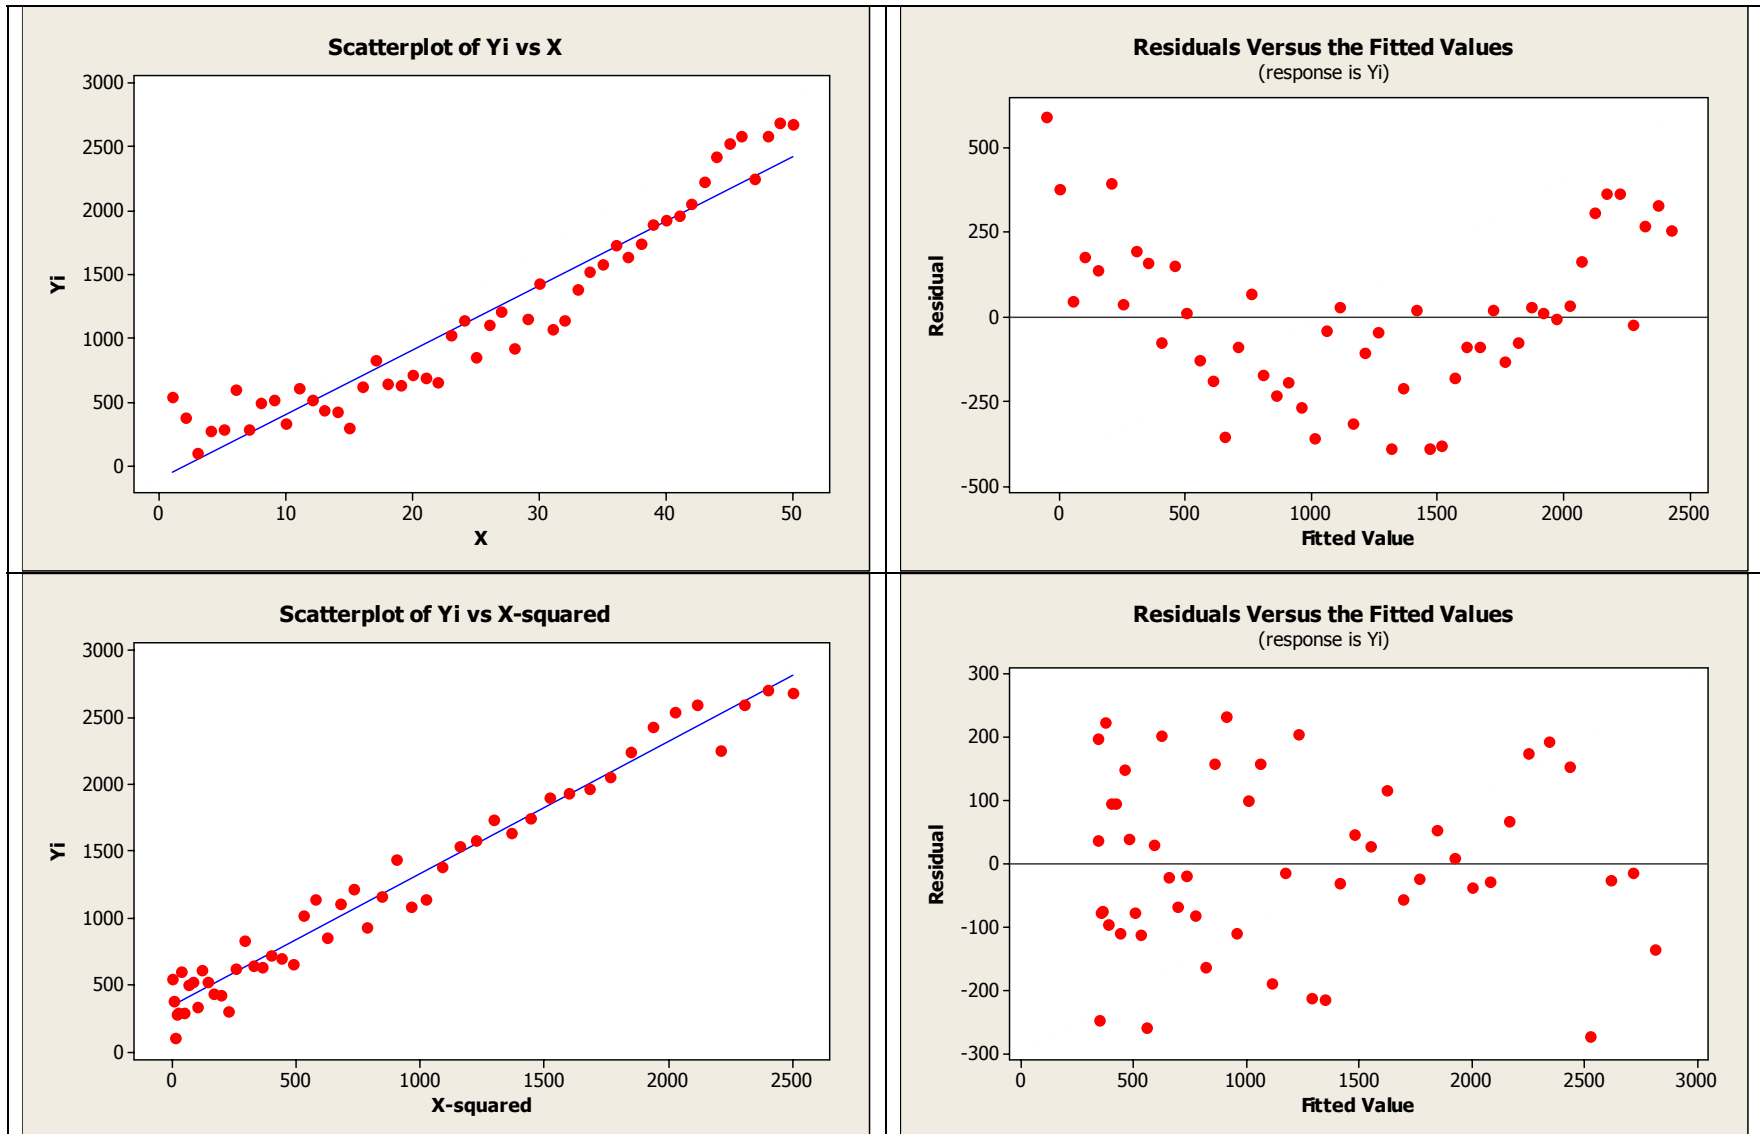 Scatterplot of Yi vs X
3000
2500
2000
1500
1000
500
0
Yi
0 10 20 30 40 50
X
Residuals Versus the Fitted Values
(response is Yi)
500
250
0
-250
-500
Residual
0 500 1000 1500 2000 2500
Fitted Value
Scatterplot of Yi vs X-squared
3000
2500
2000
1500
1000
500
0
Yi
0 500 1000 1500 2000 2500
X-squared
Residuals Versus the Fitted Values
(response is Yi)
300
200
100
0
-100
-200
-300
Residual
0 500 1000 1500 2000 2500 3000
Fitted Value